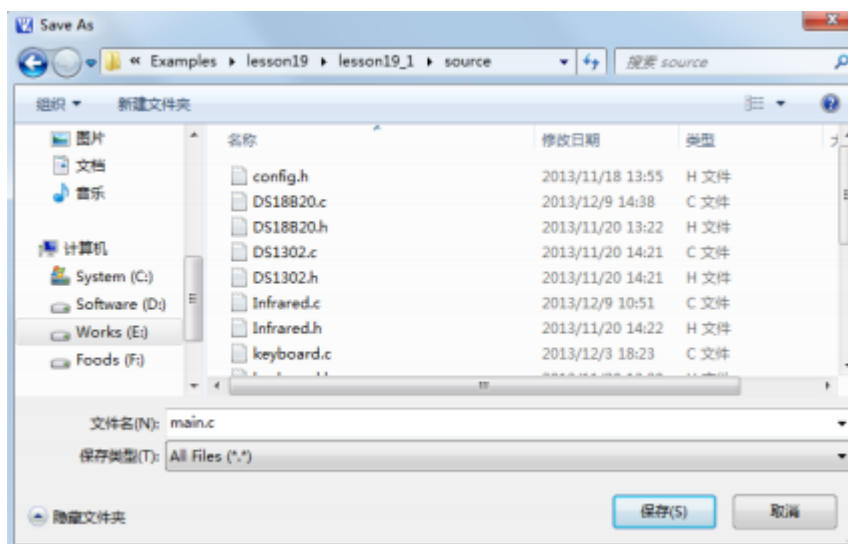 Save As
« Examples ▸ lesson19 ▸ lesson19_1 ▸ source
搜索 source
组织 新建文件夹
图片
文档
音乐
计算机
System (C:)
Software (D:)
Works (E:)
Foods (F:)
名称 修改日期 类型
config.h 2013/11/18 13:55 H 文件
DS18B20.c 2013/12/9 14:38 C 文件
DS18B20.h 2013/11/20 13:22 H 文件
DS1302.c 2013/11/20 14:21 C 文件
DS1302.h 2013/11/20 14:21 H 文件
Infrared.c 2013/12/9 10:51 C 文件
Infrared.h 2013/11/20 14:22 H 文件
keyboard.c 2013/12/3 18:23 C 文件
文件名(N): main.c
保存类型(T): All Files (*.*)
隐藏文件夹 保存(S) 取消